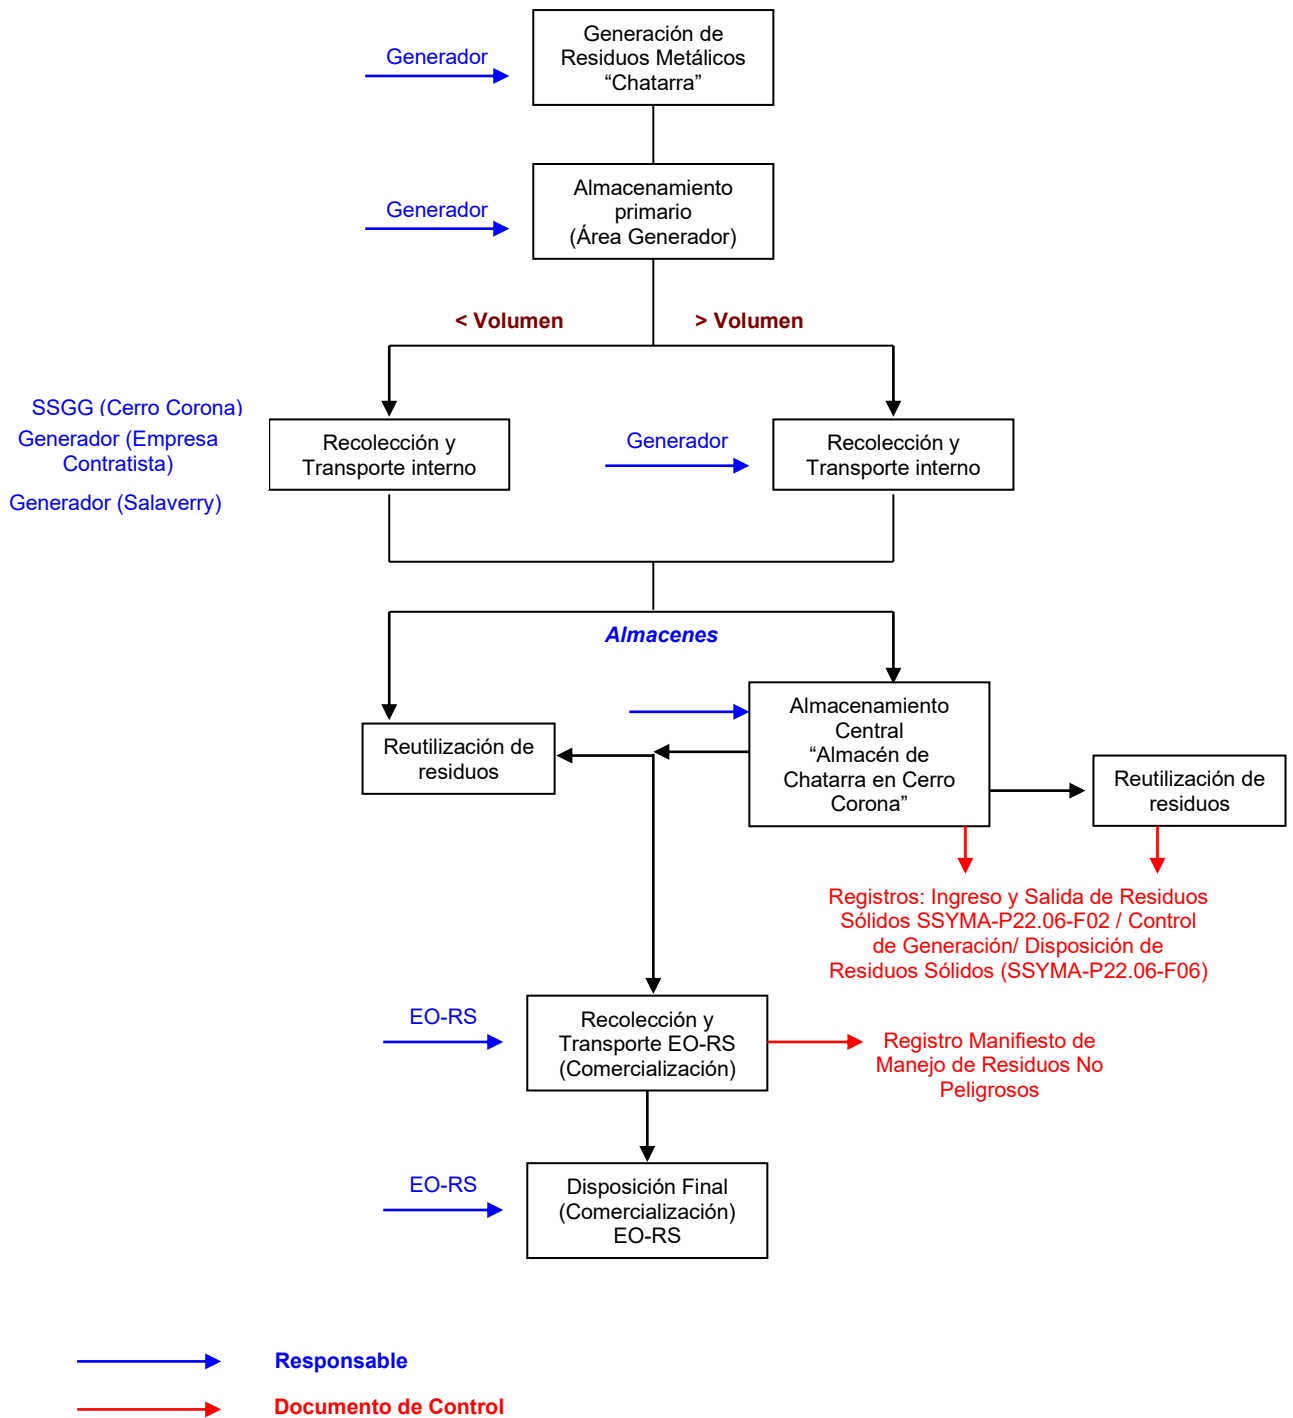 Generador
Generación de
Residuos Metálicos
“Chatarra”
Generador
Almacenamiento
primario
(Área Generador)
< Volumen
> Volumen
SSGG (Cerro Corona)
Generador (Empresa
Contratista)
Generador (Salaverry)
Recolección y
Transporte interno
Generador
Recolección y
Transporte interno
Almacenes
Reutilización de
residuos
Almacenamiento
Central
“Almacén de
Chatarra en Cerro
Corona”
Reutilización de
residuos
Registros: Ingreso y Salida de Residuos
Sólidos SSYMA-P22.06-F02 / Control
de Generación/ Disposición de
Residuos Sólidos (SSYMA-P22.06-F06)
EO-RS
Recolección y
Transporte EO-RS
(Comercialización)
Registro Manifiesto de
Manejo de Residuos No
Peligrosos
EO-RS
Disposición Final
(Comercialización)
EO-RS
Responsable
Documento de Control